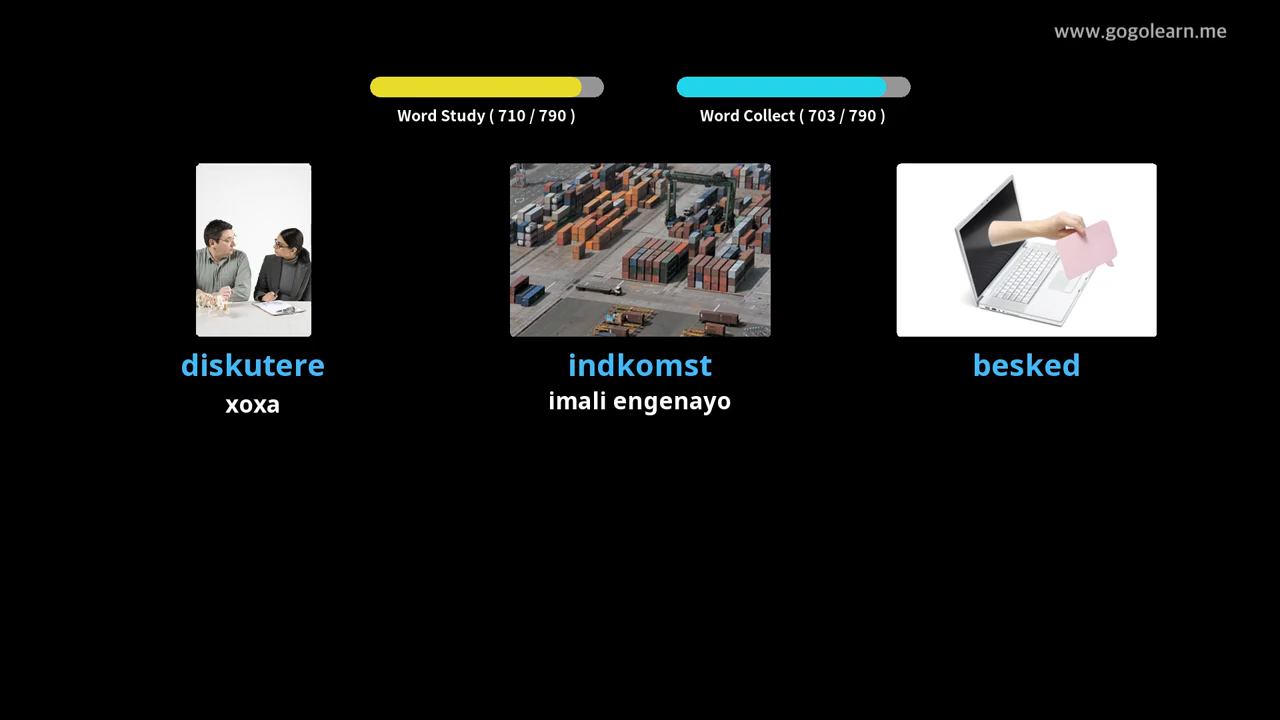 www.gogolearn.me
Word Study ( 710 / 790 )
Word Collect ( 703 / 790 )
diskutere
indkomst
besked
xoxa
imali engenayo